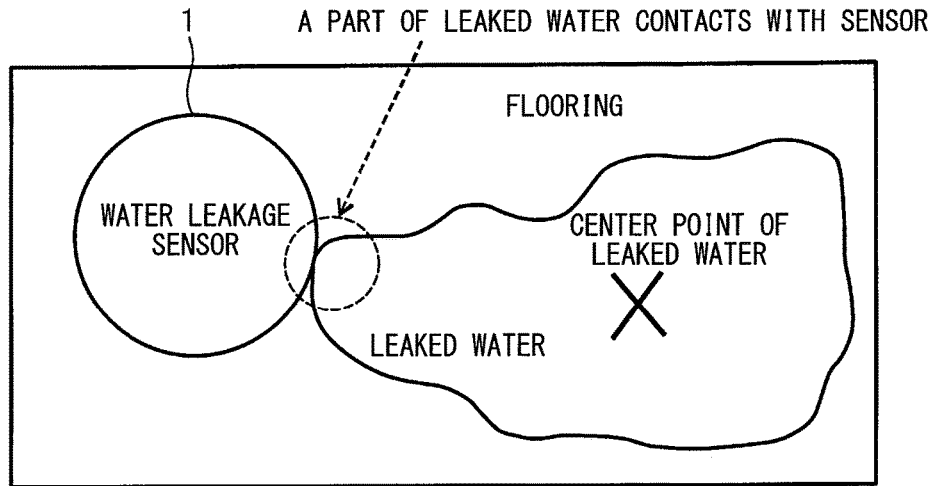 1
A PART OF LEAKED WATER CONTACTS WITH SENSOR
FLOORING
WATER LEAKAGE
SENSOR
CENTER POINT OF
LEAKED WATER
LEAKED WATER